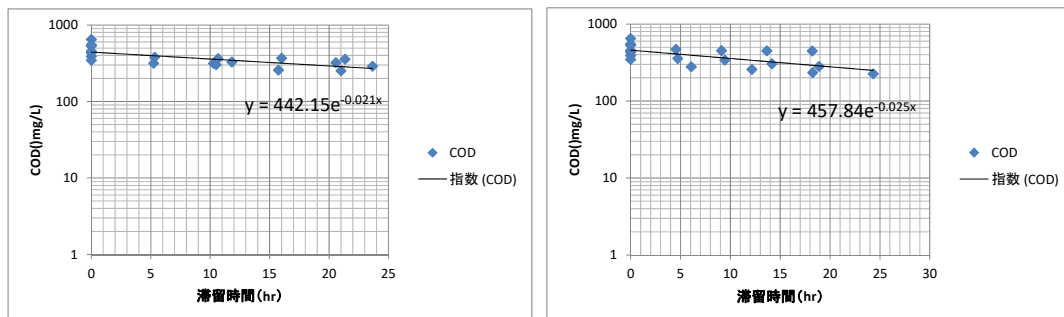 1000
100
10
1
COD()mg/L
0 5 10 15 20 25
滞留時間(hr)
y = 442.15e-0.021x
COD
指数 (COD)
1000
100
10
1
COD()mg/L
0 5 10 15 20 25 30
滞留時間(hr)
y = 457.84e-0.025x
COD
指数 (COD)